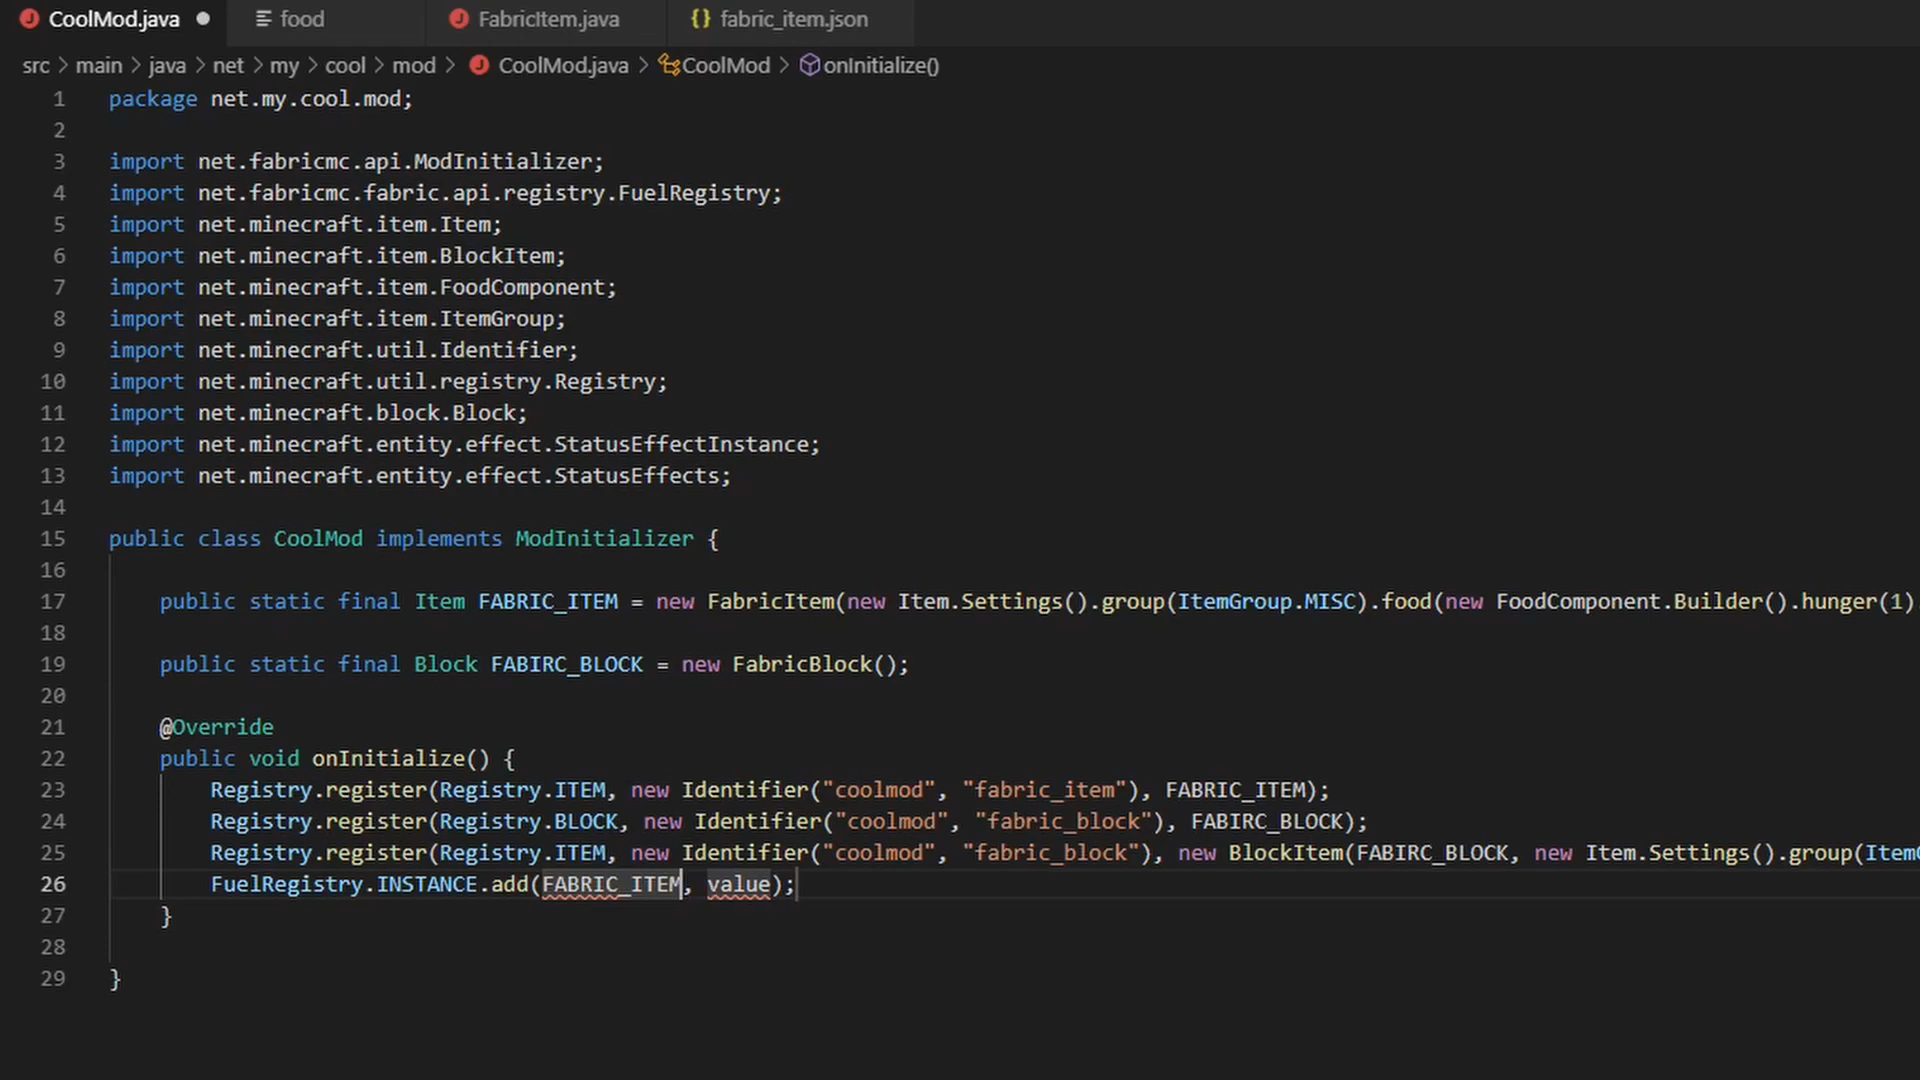 CoolMod.java food FabricItem.java fabric_item.json
src > main > java > net > my > cool > mod > CoolMod.java > CoolMod > onInitialize()
1 package net.my.cool.mod;
2
3 import net.fabricmc.api.ModInitializer;
4 import net.fabricmc.fabric.api.registry.FuelRegistry;
5 import net.minecraft.item.Item;
6 import net.minecraft.item.BlockItem;
7 import net.minecraft.item.FoodComponent;
8 import net.minecraft.item.ItemGroup;
9 import net.minecraft.util.Identifier;
10 import net.minecraft.util.registry.Registry;
11 import net.minecraft.block.Block;
12 import net.minecraft.entity.effect.StatusEffectInstance;
13 import net.minecraft.entity.effect.StatusEffects;
14
15 public class CoolMod implements ModInitializer {
16
17 public static final Item FABRIC_ITEM = new FabricItem(new Item.Settings().group(ItemGroup.MISC).food(new FoodComponent.Builder().hunger(1)
18
19 public static final Block FABIRC_BLOCK = new FabricBlock();
20
21 @Override
22 public void onInitialize() {
23 Registry.register(Registry.ITEM, new Identifier("coolmod", "fabric_item"), FABRIC_ITEM);
24 Registry.register(Registry.BLOCK, new Identifier("coolmod", "fabric_block"), FABIRC_BLOCK);
25 Registry.register(Registry.ITEM, new Identifier("coolmod", "fabric_block"), new BlockItem(FABIRC_BLOCK, new Item.Settings().group(Item
26 FuelRegistry.INSTANCE.add(FABRIC_ITEM, value);
27 }
28
29 }